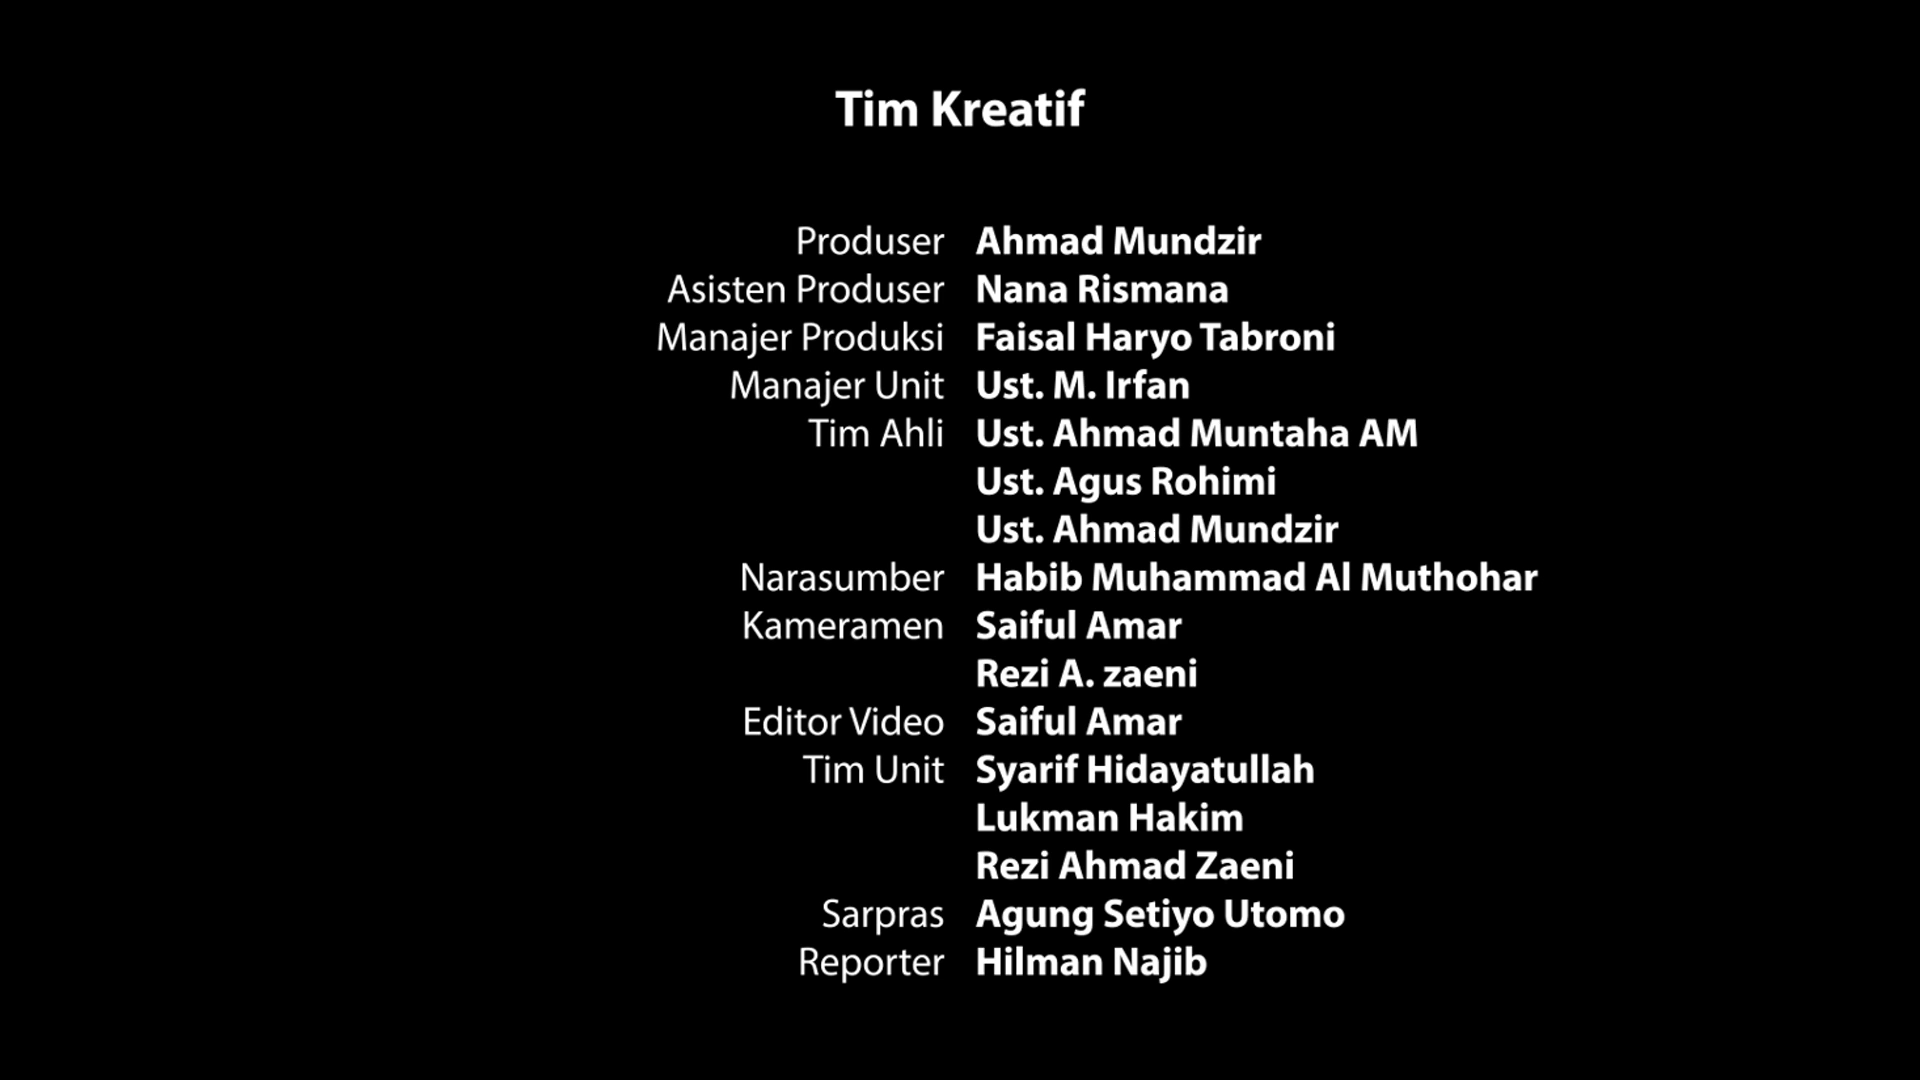 Tim Kreatif
Produser Ahmad Mundzir
Asisten Produser Nana Rismana
Manajer Produksi Faisal Haryo Tabroni
Manajer Unit Ust. M. Irfan
Tim Ahli Ust. Ahmad Muntaha AM
Ust. Agus Rohimi
Ust. Ahmad Mundzir
Narasumber Habib Muhammad Al Muthohar
Kameramen Saiful Amar
Rezi A. zaeni
Editor Video Saiful Amar
Tim Unit Syarif Hidayatullah
Lukman Hakim
Rezi Ahmad Zaeni
Sarpras Agung Setiyo Utomo
Reporter Hilman Najib